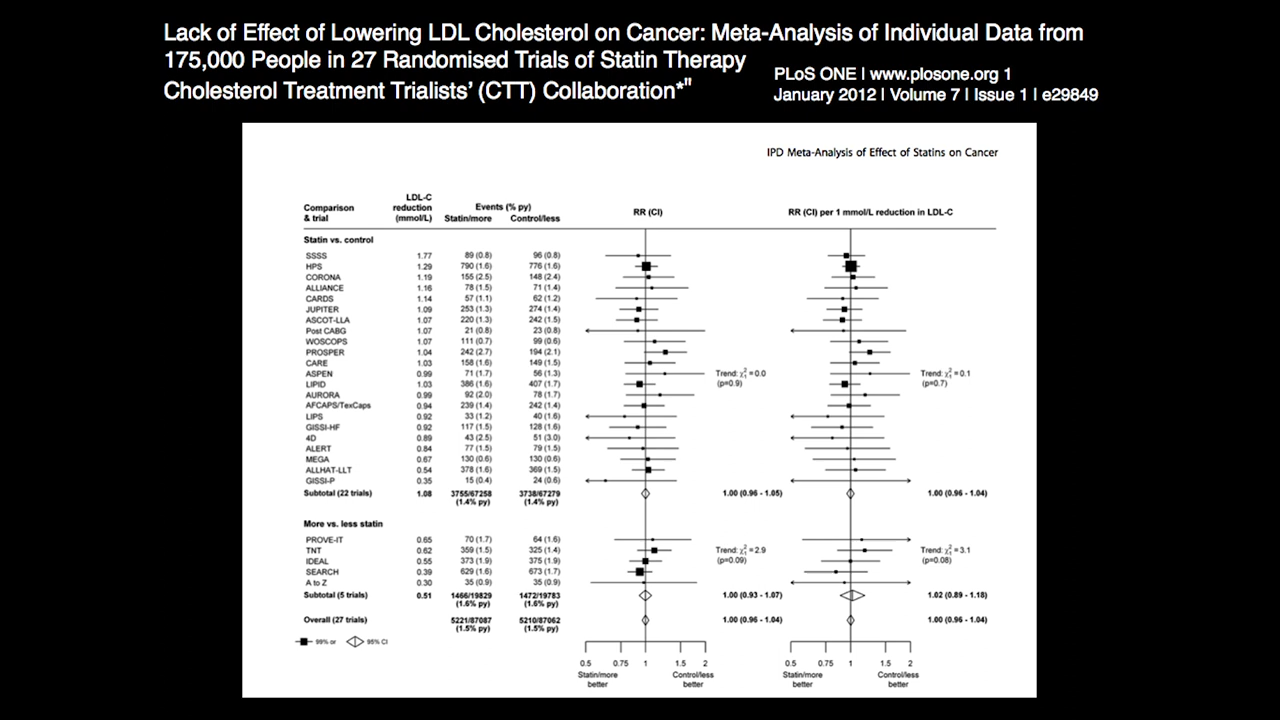 Lack of Effect of Lowering LDL Cholesterol on Cancer: Meta-Analysis of Individual Data from
175,000 People in 27 Randomised Trials of Statin Therapy
Cholesterol Treatment Trialists' (CTT) Collaboration*"
PLoS ONE | www.plosone.org 1
January 2012 | Volume 7 | Issue 1 | e29849
IPD Meta-Analysis of Effect of Statins on Cancer
Comparison & trial LDL-C reduction (mmol/L) Events (% py) Statin/more Control/less RR (CI) RR (CI) per 1 mmol/L reduction in LDL-C
Statin vs. control
SSSS 1.77 89 (0.8) 96 (0.8)
HPS 1.29 790 (1.6) 776 (1.6)
CORONA 1.19 155 (2.5) 148 (2.4)
ALLIANCE 1.16 78 (1.5) 71 (1.4)
CARDS 1.14 57 (1.1) 62 (1.2)
JUPITER 1.09 253 (1.3) 274 (1.4)
ASCOT-LLA 1.07 220 (1.3) 242 (1.5)
Post CABG 1.07 21 (0.8) 23 (0.8)
WOSCOPS 1.07 111 (0.7) 99 (0.6)
PROSPER 1.04 242 (2.7) 194 (2.1)
CARE 1.03 158 (1.6) 149 (1.5)
ASPEN 0.99 71 (1.7) 56 (1.3) Trend: χ²₁ = 0.0 Trend: χ²₁ = 0.1
LIPID 1.03 386 (1.6) 407 (1.7) (p=0.9) (p=0.7)
AURORA 0.99 92 (2.0) 78 (1.7)
AFCAPS/TexCaps 0.94 239 (1.4) 242 (1.4)
LIPS 0.92 33 (1.2) 40 (1.6)
GISSI-HF 0.92 117 (1.5) 128 (1.6)
4D 0.89 43 (2.5) 51 (3.0)
ALERT 0.84 77 (1.5) 79 (1.5)
MEGA 0.67 130 (0.6) 130 (0.6)
ALLHAT-LLT 0.54 378 (1.6) 369 (1.5)
GISSI-P 0.35 15 (0.4) 24 (0.6)
Subtotal (22 trials) 1.08 3755/67258 3738/67279 1.00 (0.96 - 1.05) 1.00 (0.96 - 1.04)
(1.4% py) (1.4% py)
More vs. less statin
PROVE-IT 0.65 70 (1.7) 64 (1.6)
TNT 0.62 359 (1.5) 325 (1.4) Trend: χ²₁ = 2.9 Trend: χ²₁ = 3.1
IDEAL 0.55 373 (1.9) 375 (1.9) (p=0.09) (p=0.08)
SEARCH 0.39 629 (1.6) 673 (1.7)
A to Z 0.30 35 (0.9) 35 (0.9)
Subtotal (5 trials) 0.51 1466/19829 1472/19783 1.00 (0.93 - 1.07) 1.02 (0.89 - 1.18)
(1.6% py) (1.6% py)
Overall (27 trials) 5221/87087 5210/87062 1.00 (0.96 - 1.04) 1.00 (0.96 - 1.04)
(1.5% py) (1.5% py)
99% or 95% CI
0.5 0.75 1 1.5 2 0.5 0.75 1 1.5 2
Statin/more better Control/less better Statin/more better Control/less better